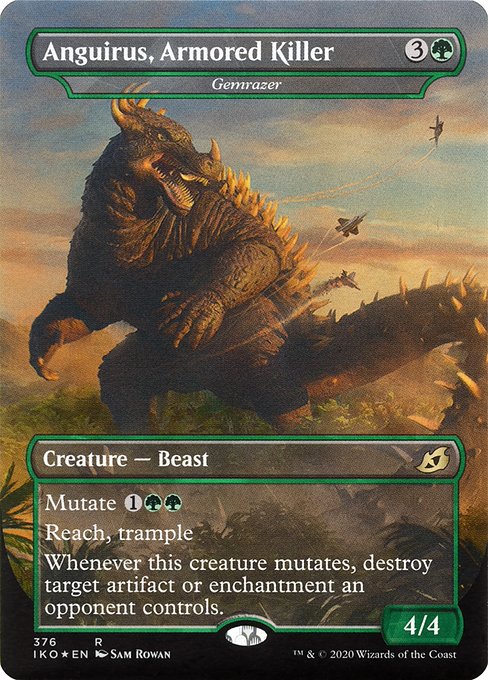 Anguirus, Armored Killer 3
Gemrazer
Creature — Beast
Mutate 1
Reach, trample
Whenever this creature mutates, destroy
target artifact or enchantment an
opponent controls.
4/4
376 R
IKO★EN Sam Rowan
™ & © 2020 Wizards of the Coast